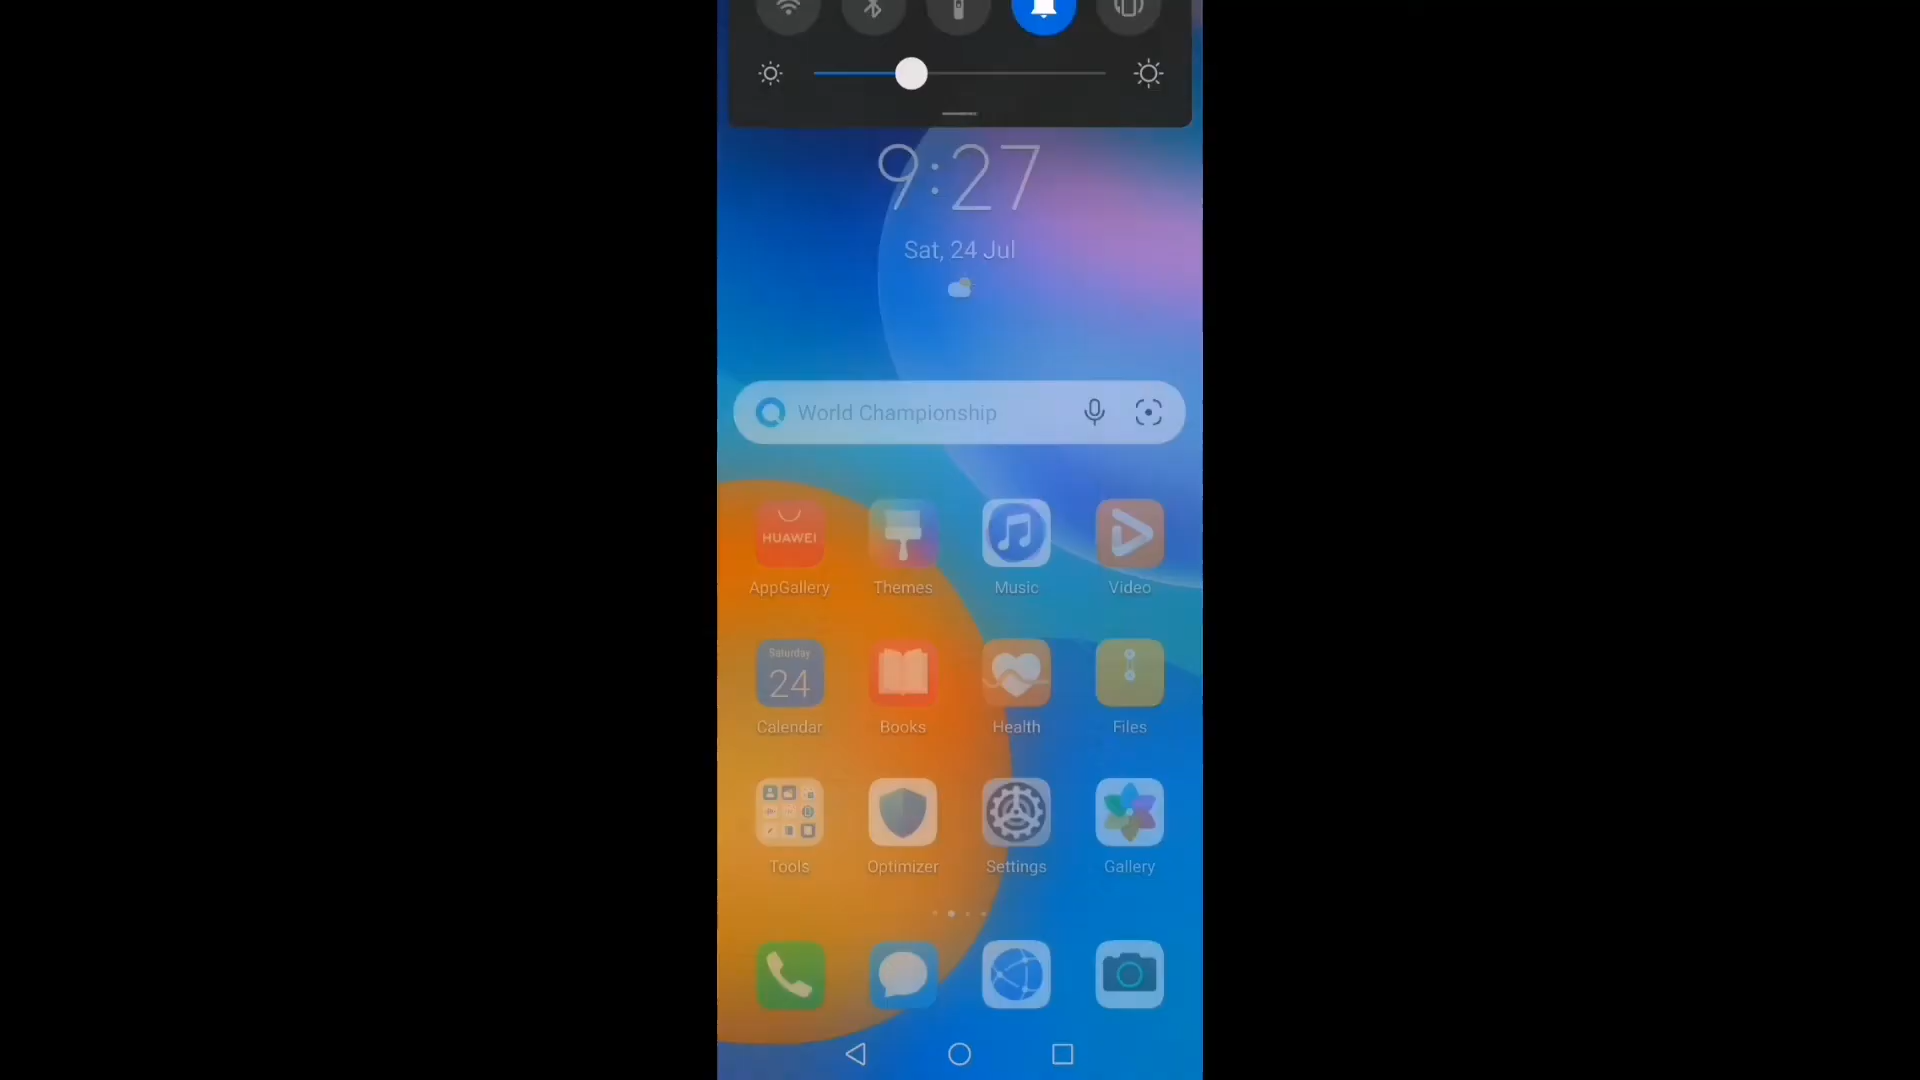 9:27
Sat, 24 Jul
World Championship
HUAWEI
AppGallery Themes Music Video
Saturday
24
Calendar Books Health Files
Tools Optimizer Settings Gallery